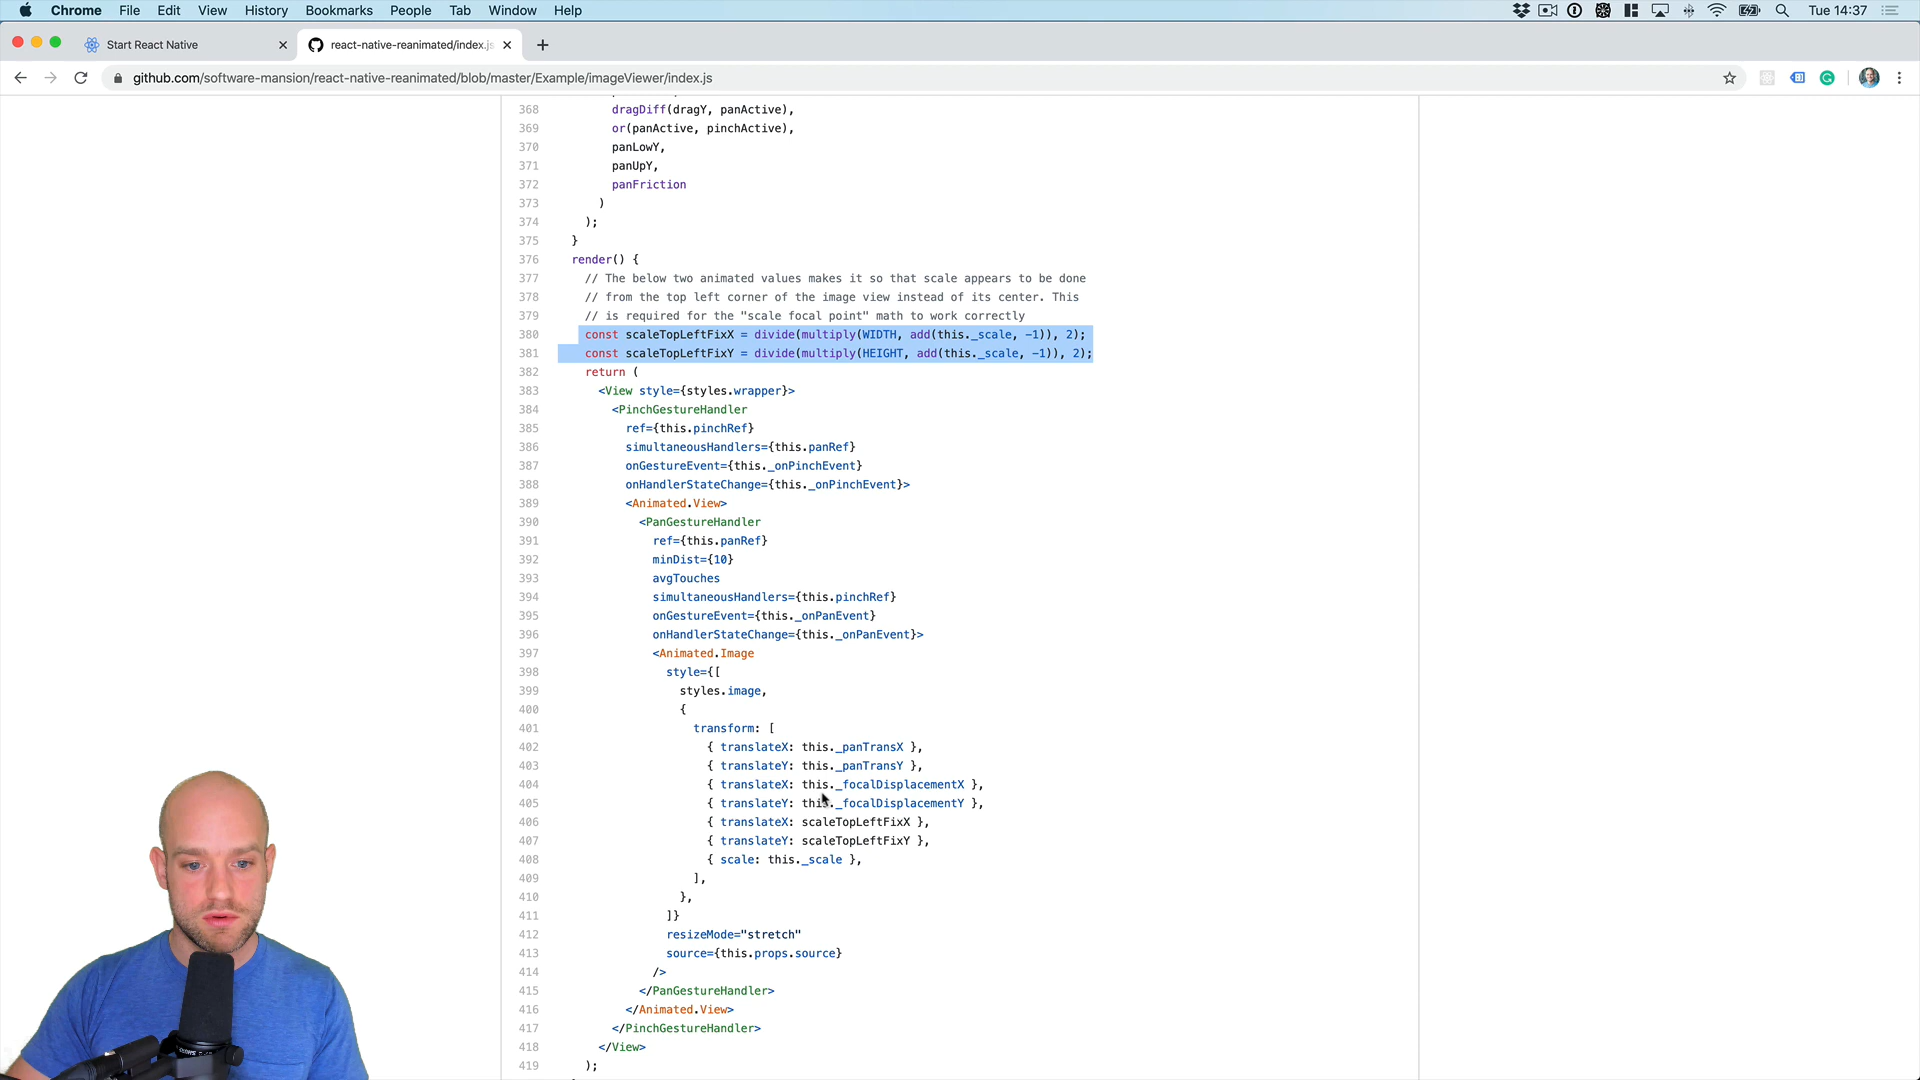 Chrome File Edit View History Bookmarks People Tab Window Help Tue 14:37
Start React Native react-native-reanimated/index.js
github.com/software-mansion/react-native-reanimated/blob/master/Example/imageViewer/index.js
368 dragDiff(dragY, panActive),
369 or(panActive, pinchActive),
370 panLowY,
371 panUpY,
372 panFriction
373 )
374 );
375 }
376 render() {
377 // The below two animated values makes it so that scale appears to be done
378 // from the top left corner of the image view instead of its center. This
379 // is required for the "scale focal point" math to work correctly
380 const scaleTopLeftFixX = divide(multiply(WIDTH, add(this._scale, -1)), 2);
381 const scaleTopLeftFixY = divide(multiply(HEIGHT, add(this._scale, -1)), 2);
382 return (
383 <View style={styles.wrapper}>
384 <PinchGestureHandler
385 ref={this.pinchRef}
386 simultaneousHandlers={this.panRef}
387 onGestureEvent={this._onPinchEvent}
388 onHandlerStateChange={this._onPinchEvent}>
389 <Animated.View>
390 <PanGestureHandler
391 ref={this.panRef}
392 minDist={10}
393 avgTouches
394 simultaneousHandlers={this.pinchRef}
395 onGestureEvent={this._onPanEvent}
396 onHandlerStateChange={this._onPanEvent}>
397 <Animated.Image
398 style={[
399 styles.image,
400 {
401 transform: [
402 { translateX: this._panTransX },
403 { translateY: this._panTransY },
404 { translateX: this._focalDisplacementX },
405 { translateY: this._focalDisplacementY },
406 { translateX: scaleTopLeftFixX },
407 { translateY: scaleTopLeftFixY },
408 { scale: this._scale },
409 ],
410 },
411 ]}
412 resizeMode="stretch"
413 source={this.props.source}
414 />
415 </PanGestureHandler>
416 </Animated.View>
417 </PinchGestureHandler>
418 </View>
419 );